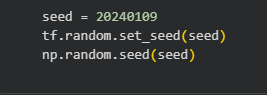 seed = 20240109
tf.random.set_seed(seed)
np.random.seed(seed)